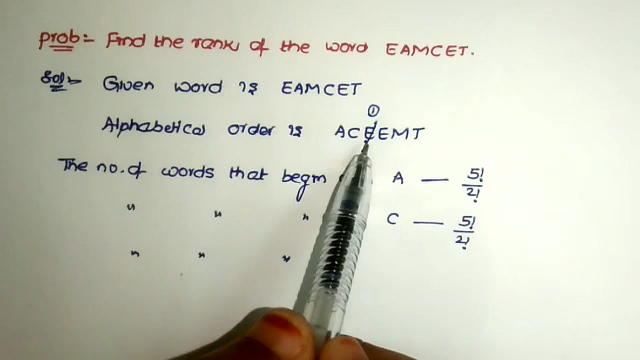 prob:- Find the rank of the word EAMCET.
Sol:- Given word is EAMCET
①
Alphabetical order is ACEEMT
The no. of words that begin A — 5!/2!
" " " C — 5!/2!
" " "